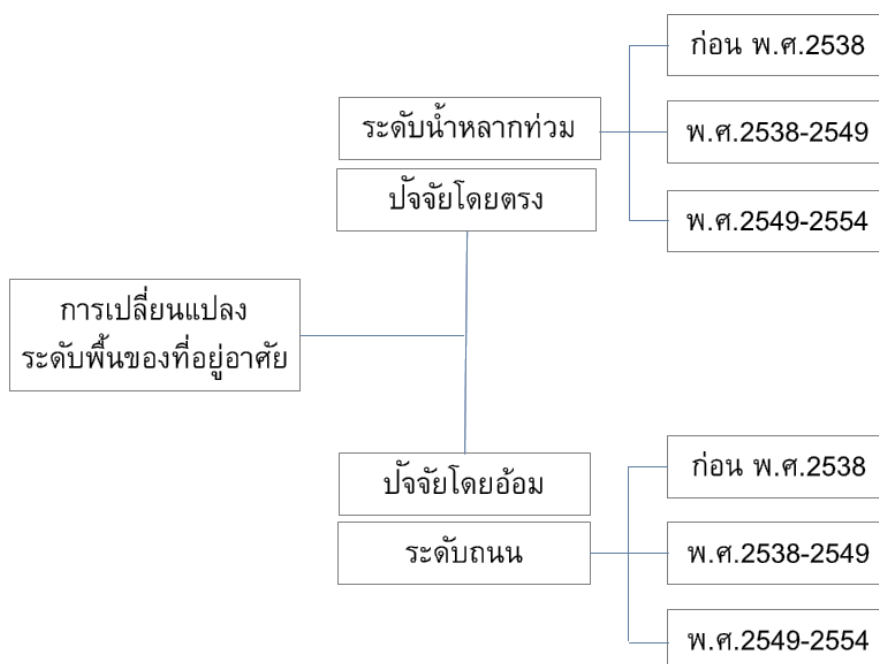 การเปลี่ยนแปลง
ระดับพื้นของที่อยู่อาศัย
ระดับน้ำหลากท่วม
ปัจจัยโดยตรง
ก่อน พ.ศ.2538
พ.ศ.2538-2549
พ.ศ.2549-2554
ปัจจัยโดยอ้อม
ระดับถนน
ก่อน พ.ศ.2538
พ.ศ.2538-2549
พ.ศ.2549-2554